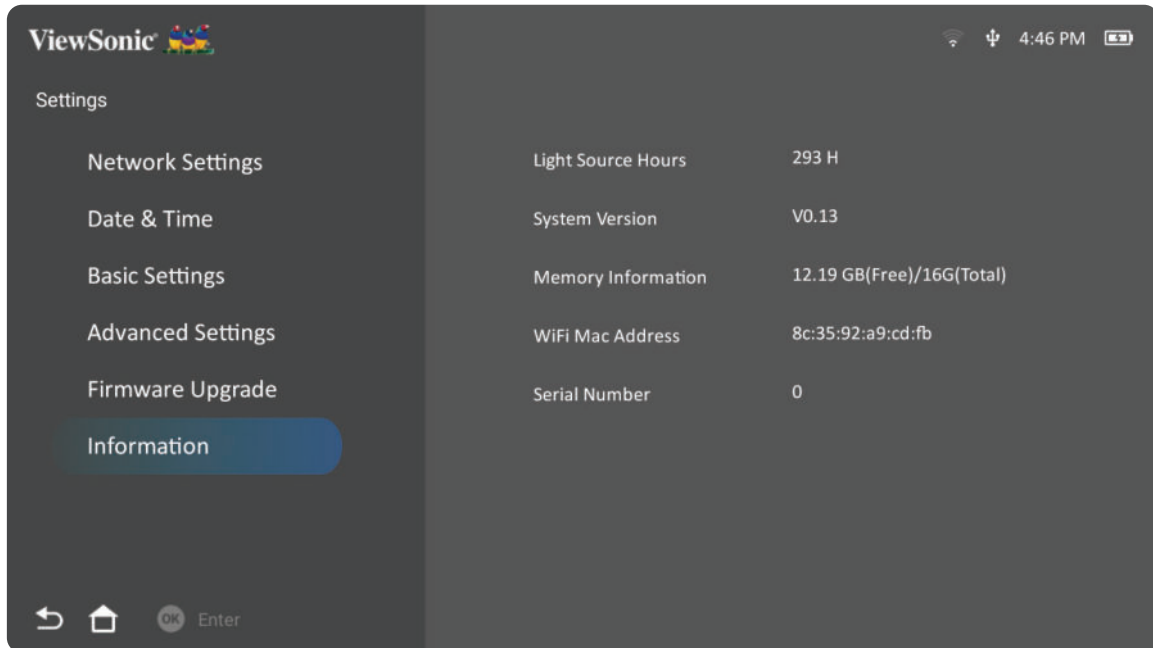 ViewSonic
4:46 PM
Settings
Network Settings
Date & Time
Basic Settings
Advanced Settings
Firmware Upgrade
Information
Light Source Hours 293 H
System Version V0.13
Memory Information 12.19 GB(Free)/16G(Total)
WiFi Mac Address 8c:35:92:a9:cd:fb
Serial Number 0
OK Enter